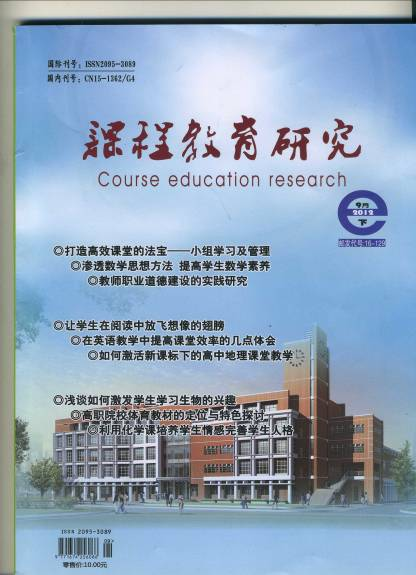 国际刊号：ISSN2095-3089
国内刊号：CN15-1362/G4
课程教育研究
Course education research
9月
2012
下
邮发代号:16-129
◎打造高效课堂的法宝——小组学习及管理
◎渗透数学思想方法 提高学生数学素养
◎教师职业道德建设的实践研究
◎让学生在阅读中放飞想像的翅膀
◎在英语教学中提高课堂效率的几点体会
◎如何激活新课标下的高中地理课堂教学
◎浅谈如何激发学生学习生物的兴趣
◎高职院校体育教材的定位与特色探讨
◎利用化学课培养学生情感完善学生人格
ISSN 2095-3089
09>
零售价:10.00元